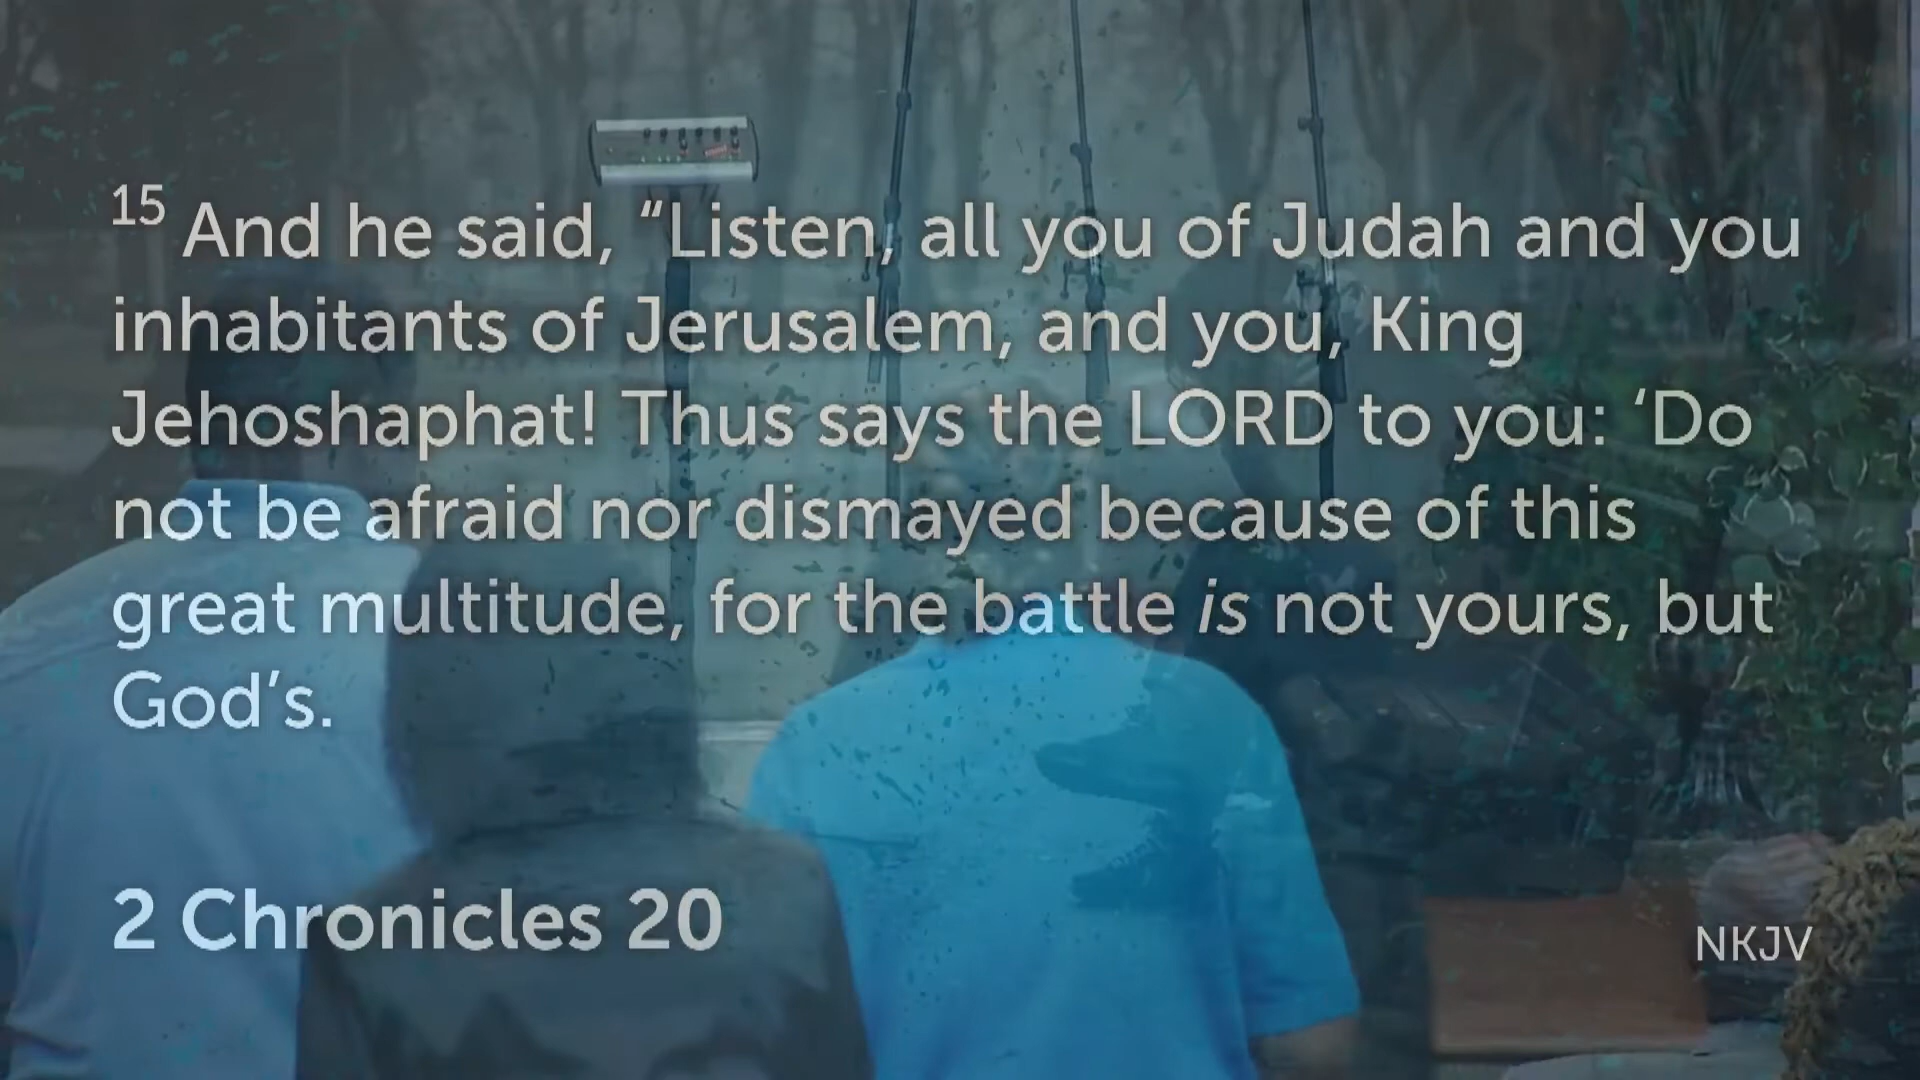 15 And he said, “Listen, all you of Judah and you
inhabitants of Jerusalem, and you, King
Jehoshaphat! Thus says the LORD to you: ‘Do
not be afraid nor dismayed because of this
great multitude, for the battle is not yours, but
God’s.
2 Chronicles 20
NKJV